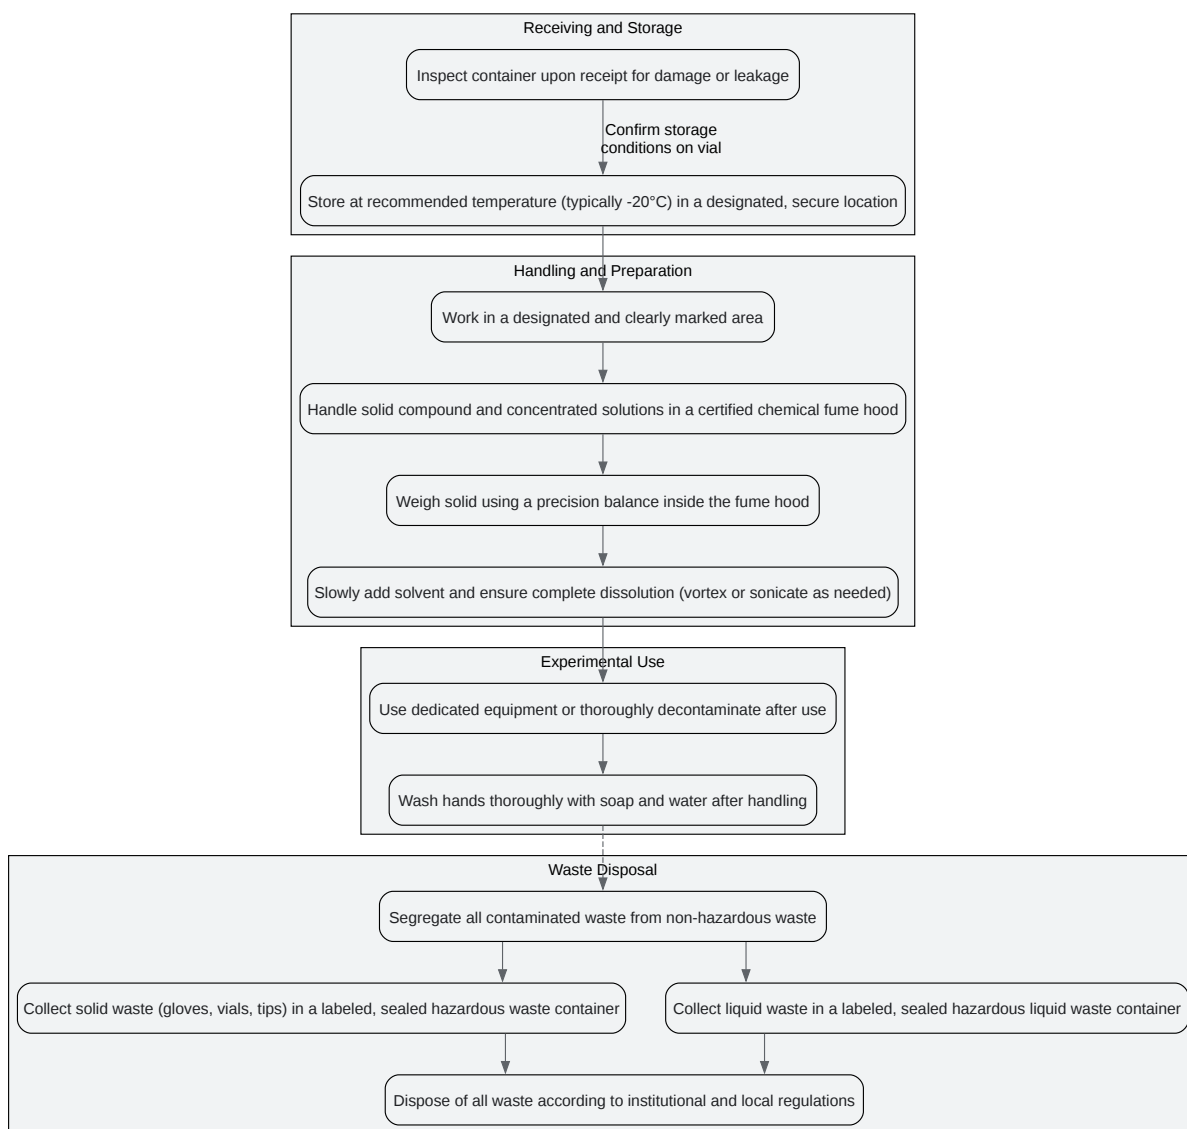 Receiving and Storage
Inspect container upon receipt for damage or leakage
Confirm storage
conditions on vial
Store at recommended temperature (typically -20°C) in a designated, secure location
Handling and Preparation
Work in a designated and clearly marked area
Handle solid compound and concentrated solutions in a certified chemical fume hood
Weigh solid using a precision balance inside the fume hood
Slowly add solvent and ensure complete dissolution (vortex or sonicate as needed)
Experimental Use
Use dedicated equipment or thoroughly decontaminate after use
Wash hands thoroughly with soap and water after handling
Waste Disposal
Segregate all contaminated waste from non-hazardous waste
Collect solid waste (gloves, vials, tips) in a labeled, sealed hazardous waste container
Collect liquid waste in a labeled, sealed hazardous liquid waste container
Dispose of all waste according to institutional and local regulations